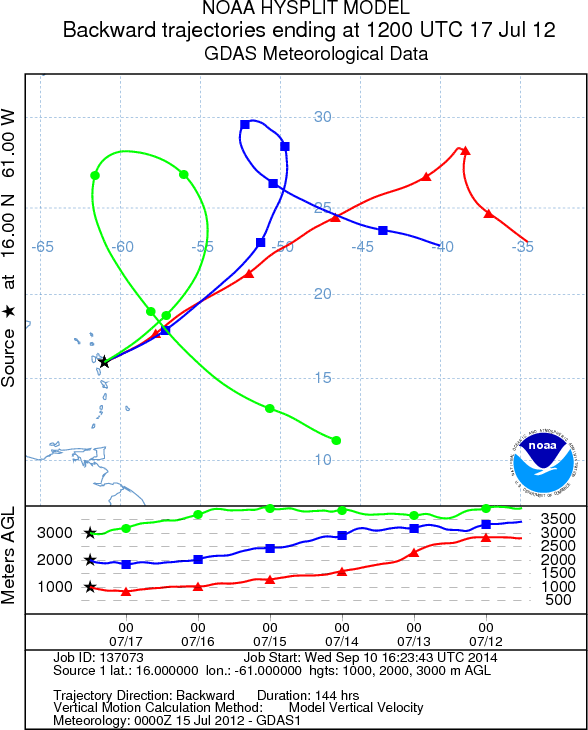 NOAA HYSPLIT MODEL
Backward trajectories ending at 1200 UTC 17 Jul 12
GDAS Meteorological Data
Source ★ at 16.00 N 61.00 W
30
25
-65 -60 -55 -50 -45 -40 -35
20
15
10
noaa
Meters AGL
3000
2000
1000
3500
3000
2500
2000
1500
1000
500
00 00 00 00 00 00
07/17 07/16 07/15 07/14 07/13 07/12
Job ID: 137073 Job Start: Wed Sep 10 16:23:43 UTC 2014
Source 1 lat.: 16.000000 lon.: -61.000000 hgts: 1000, 2000, 3000 m AGL
Trajectory Direction: Backward Duration: 144 hrs
Vertical Motion Calculation Method: Model Vertical Velocity
Meteorology: 0000Z 15 Jul 2012 - GDAS1